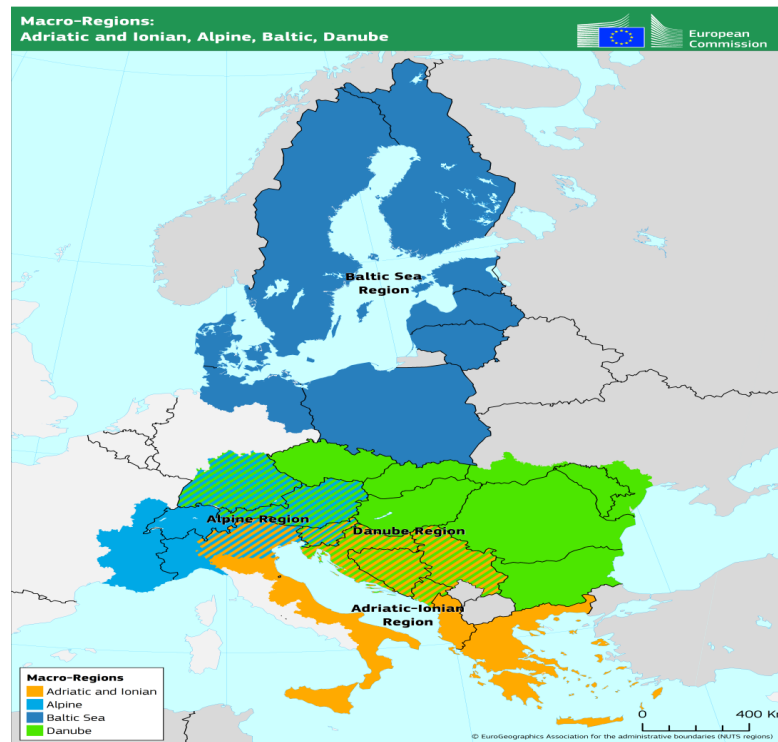 Macro-Regions:
Adriatic and Ionian, Alpine, Baltic, Danube
European
Commission
Baltic Sea
Region
Alpine Region
Danube Region
Adriatic-Ionian
Region
Macro-Regions
Adriatic and Ionian
Alpine
Baltic Sea
Danube
0 400 K
© EuroGeographics Association for the administrative boundaries (NUTS regions)